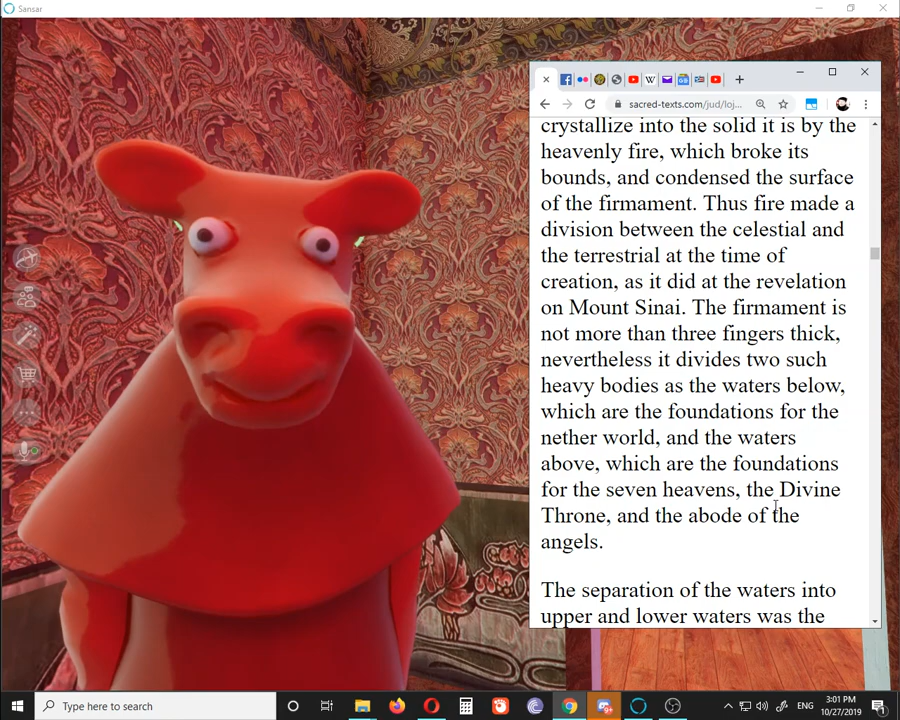 Sansar
sacred-texts.com/jud/loj...
crystallize into the solid it is by the
heavenly fire, which broke its
bounds, and condensed the surface
of the firmament. Thus fire made a
division between the celestial and
the terrestrial at the time of
creation, as it did at the revelation
on Mount Sinai. The firmament is
not more than three fingers thick,
nevertheless it divides two such
heavy bodies as the waters below,
which are the foundations for the
nether world, and the waters
above, which are the foundations
for the seven heavens, the Divine
Throne, and the abode of the
angels.
The separation of the waters into
upper and lower waters was the
Type here to search
ENG
3:01 PM
10/27/2019